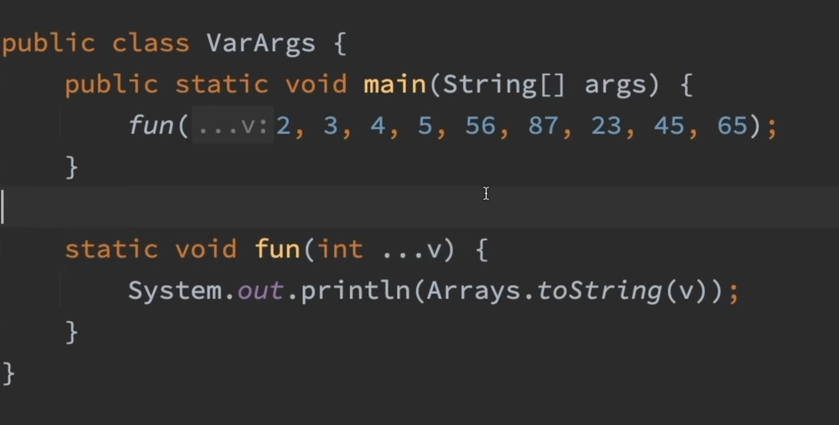 public class VarArgs {
public static void main(String[] args) {
fun( ...v: 2, 3, 4, 5, 56, 87, 23, 45, 65);
}
static void fun(int ...v) {
System.out.println(Arrays.toString(v));
}
}